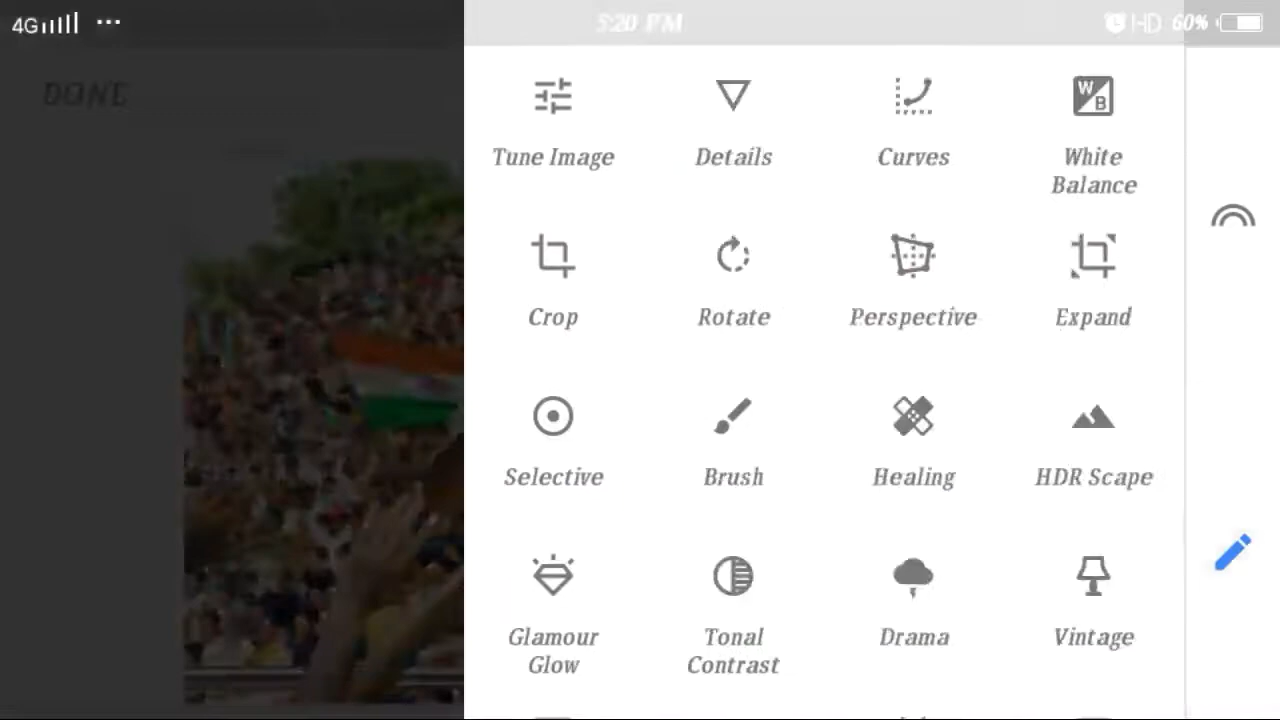 4G ... 5:20 PM HD 60%
DONE
Tune Image Details Curves White Balance
W
B
Crop Rotate Perspective Expand
Selective Brush Healing HDR Scape
Glamour Glow Tonal Contrast Drama Vintage